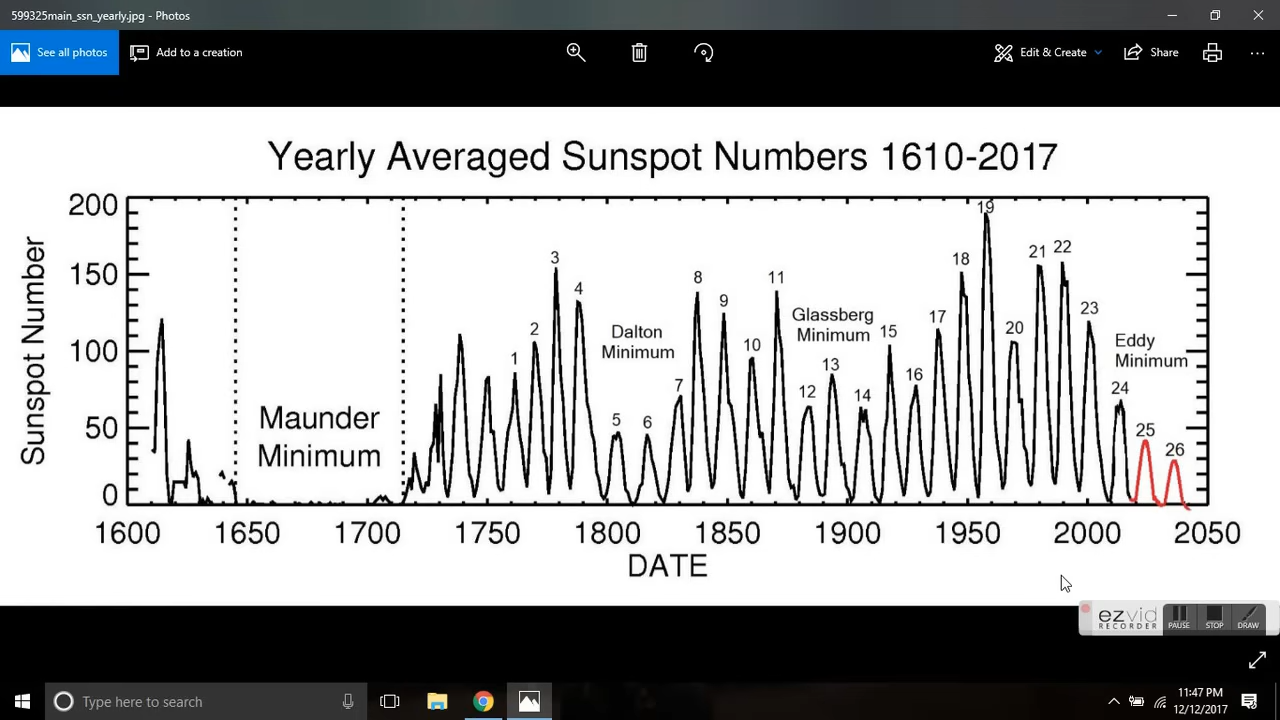 599325main_ssn_yearly.jpg - Photos
See all photos
Add to a creation
Edit & Create
Share
Yearly Averaged Sunspot Numbers 1610-2017
Sunspot Number
200
150
100
50
0
Maunder
Minimum
1
2
3
4
Dalton
Minimum
5
6
7
8
9
10
11
Glassberg
Minimum
12
13
14
15
16
17
18
19
20
21
22
23
Eddy
Minimum
24
25
26
1600 1650 1700 1750 1800 1850 1900 1950 2000 2050
DATE
ezvid
RECORDER
PAUSE STOP DRAW
Type here to search
11:47 PM
12/12/2017